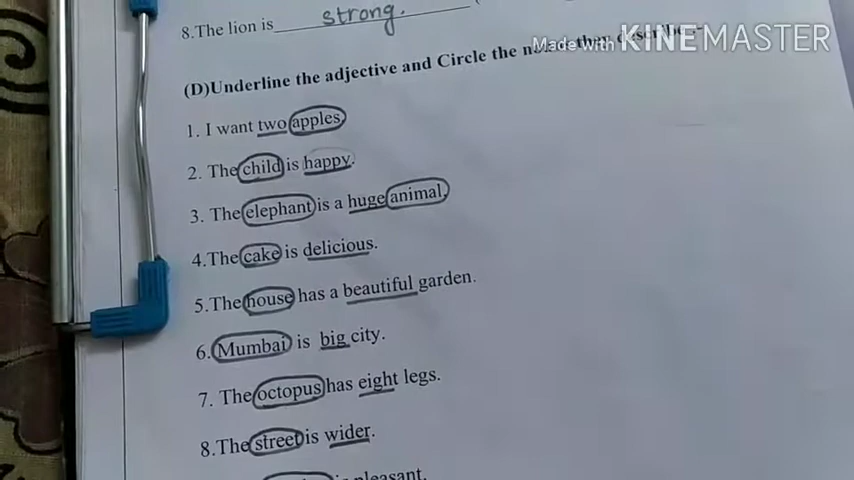 8.The lion is strong.
Made with KINEMASTER
(D)Underline the adjective and Circle the they describe
1. I want two apples.
2. The child is happy.
3. The elephant is a huge animal.
4.The cake is delicious.
5.The house has a beautiful garden.
6.Mumbai is big city.
7. The octopus has eight legs.
8.The street is wider.
is pleasant.